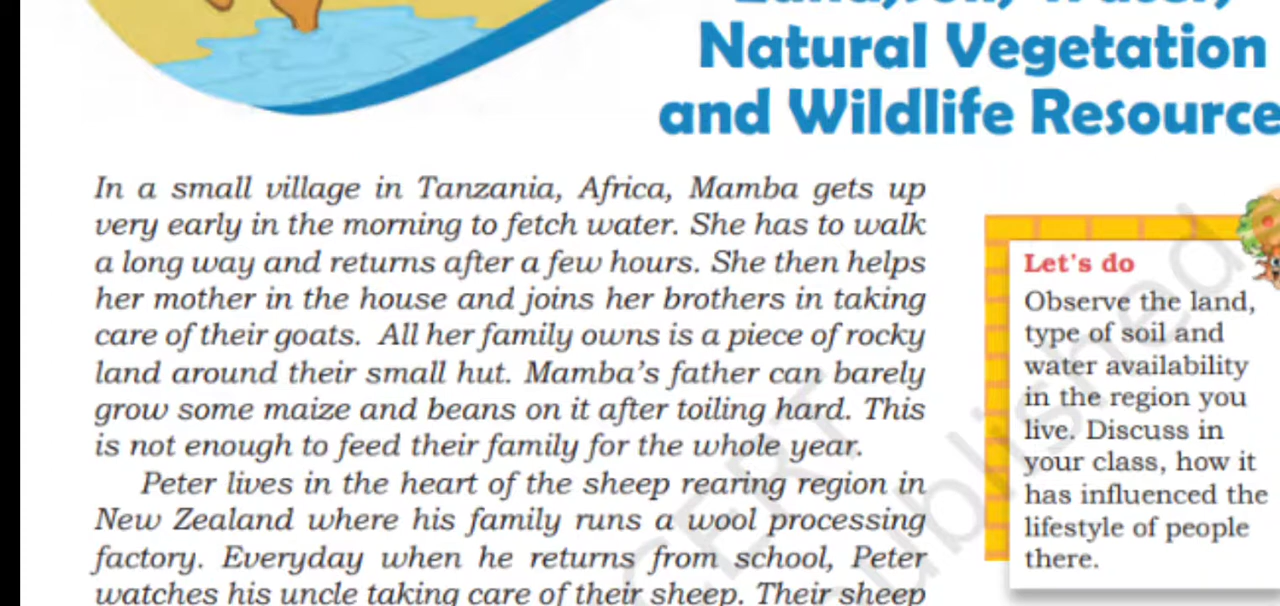 Land, Soil, Water,
Natural Vegetation
and Wildlife Resource
In a small village in Tanzania, Africa, Mamba gets up
very early in the morning to fetch water. She has to walk
a long way and returns after a few hours. She then helps
her mother in the house and joins her brothers in taking
care of their goats. All her family owns is a piece of rocky
land around their small hut. Mamba's father can barely
grow some maize and beans on it after toiling hard. This
is not enough to feed their family for the whole year.
Peter lives in the heart of the sheep rearing region in
New Zealand where his family runs a wool processing
factory. Everyday when he returns from school, Peter
watches his uncle taking care of their sheep. Their sheep
Let's do
Observe the land,
type of soil and
water availability
in the region you
live. Discuss in
your class, how it
has influenced the
lifestyle of people
there.